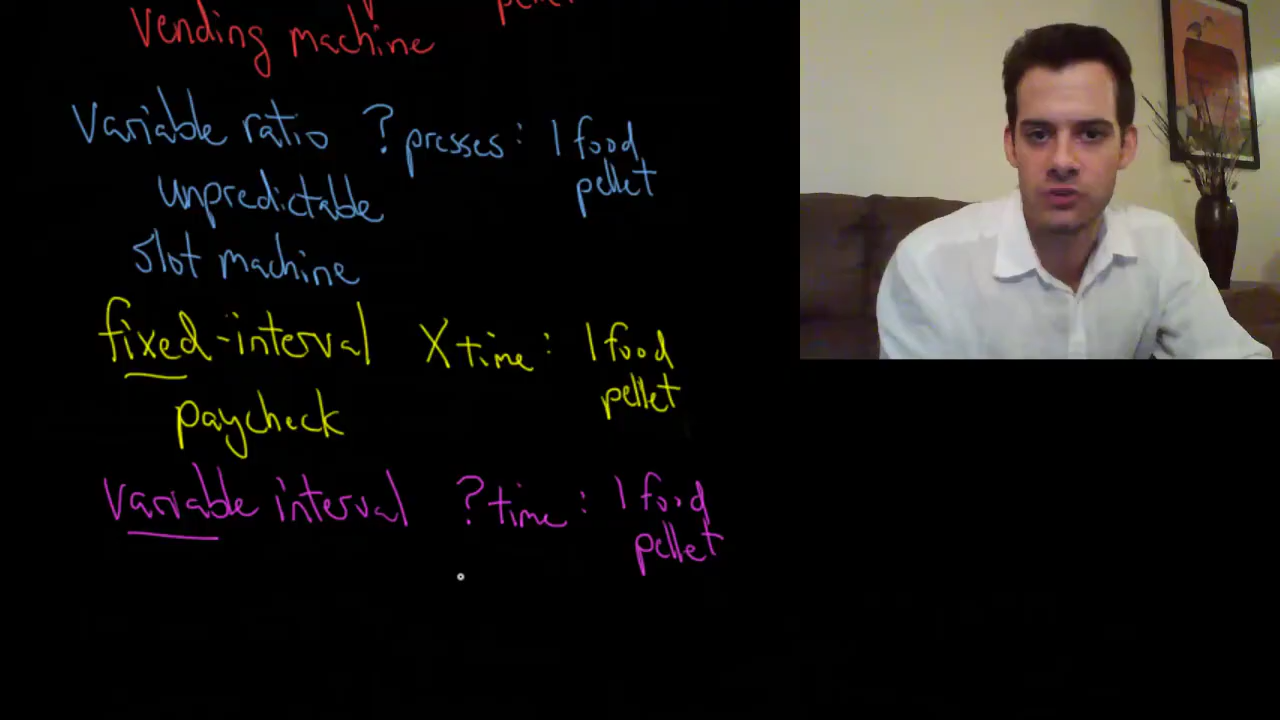 pellet
vending machine
variable ratio ? presses : 1 food
pellet
unpredictable
slot machine
fixed-interval X time : 1 food
pellet
paycheck
variable interval ? time : 1 food
pellet